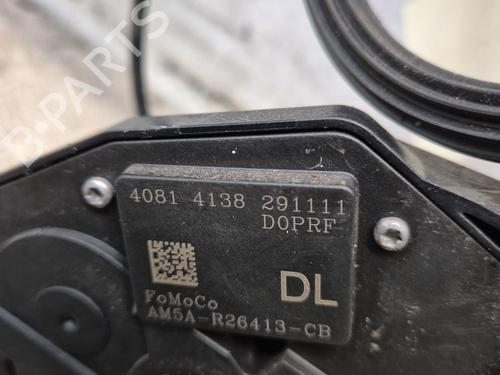 B-PARTS
4081 4138 291111
D0PRF
DL
FoMoCo
AM5A-R26413-CB